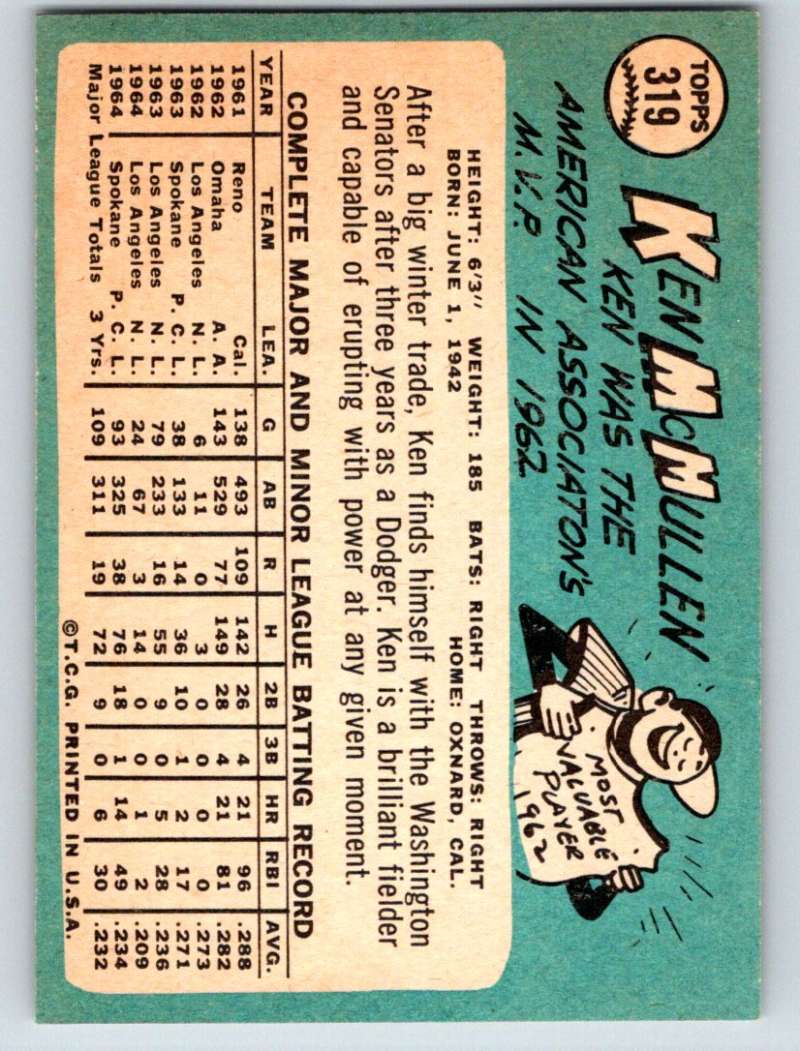 TOPPS
319
KEN McMULLEN
KEN WAS THE
AMERICAN ASSOCIATON'S
M.V.P. IN 1962
MOST
VALUABLE
PLAYER
1962
HEIGHT: 6'3" WEIGHT: 185 BATS: RIGHT THROWS: RIGHT
BORN: JUNE 1, 1942 HOME: OXNARD, CAL.
After a big winter trade, Ken finds himself with the Washington
Senators after three years as a Dodger. Ken is a brilliant fielder
and capable of erupting with power at any given moment.
COMPLETE MAJOR AND MINOR LEAGUE BATTING RECORD
YEAR TEAM LEA. G AB R H 2B 3B HR RBI AVG.
1961 Reno Cal. 138 493 109 142 26 4 21 96 .288
1962 Omaha A. A. 143 529 77 149 28 4 21 81 .282
1962 Los Angeles N. L. 6 11 0 3 0 0 0 0 .273
1963 Spokane P. C. L. 38 133 14 36 10 1 2 17 .271
1963 Los Angeles N. L. 79 233 16 55 9 0 5 28 .236
1964 Los Angeles N. L. 24 67 3 14 0 0 1 2 .209
1964 Spokane P. C. L. 93 325 38 76 18 1 14 49 .234
Major League Totals 3 Yrs. 109 311 19 72 9 0 6 30 .232
©T.C.G. PRINTED IN U.S.A.